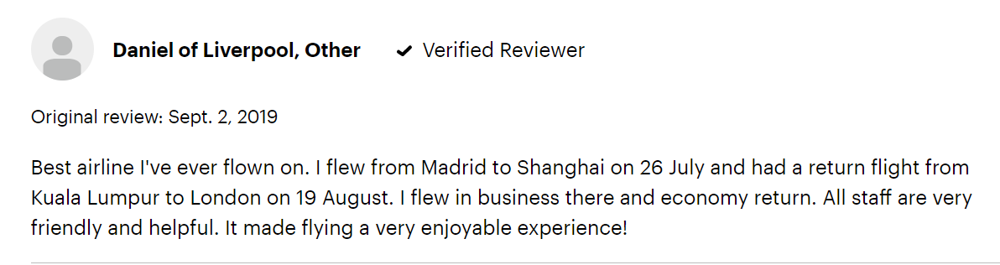 Daniel of Liverpool, Other ✔ Verified Reviewer
Original review: Sept. 2, 2019
Best airline I've ever flown on. I flew from Madrid to Shanghai on 26 July and had a return flight from
Kuala Lumpur to London on 19 August. I flew in business there and economy return. All staff are very
friendly and helpful. It made flying a very enjoyable experience!